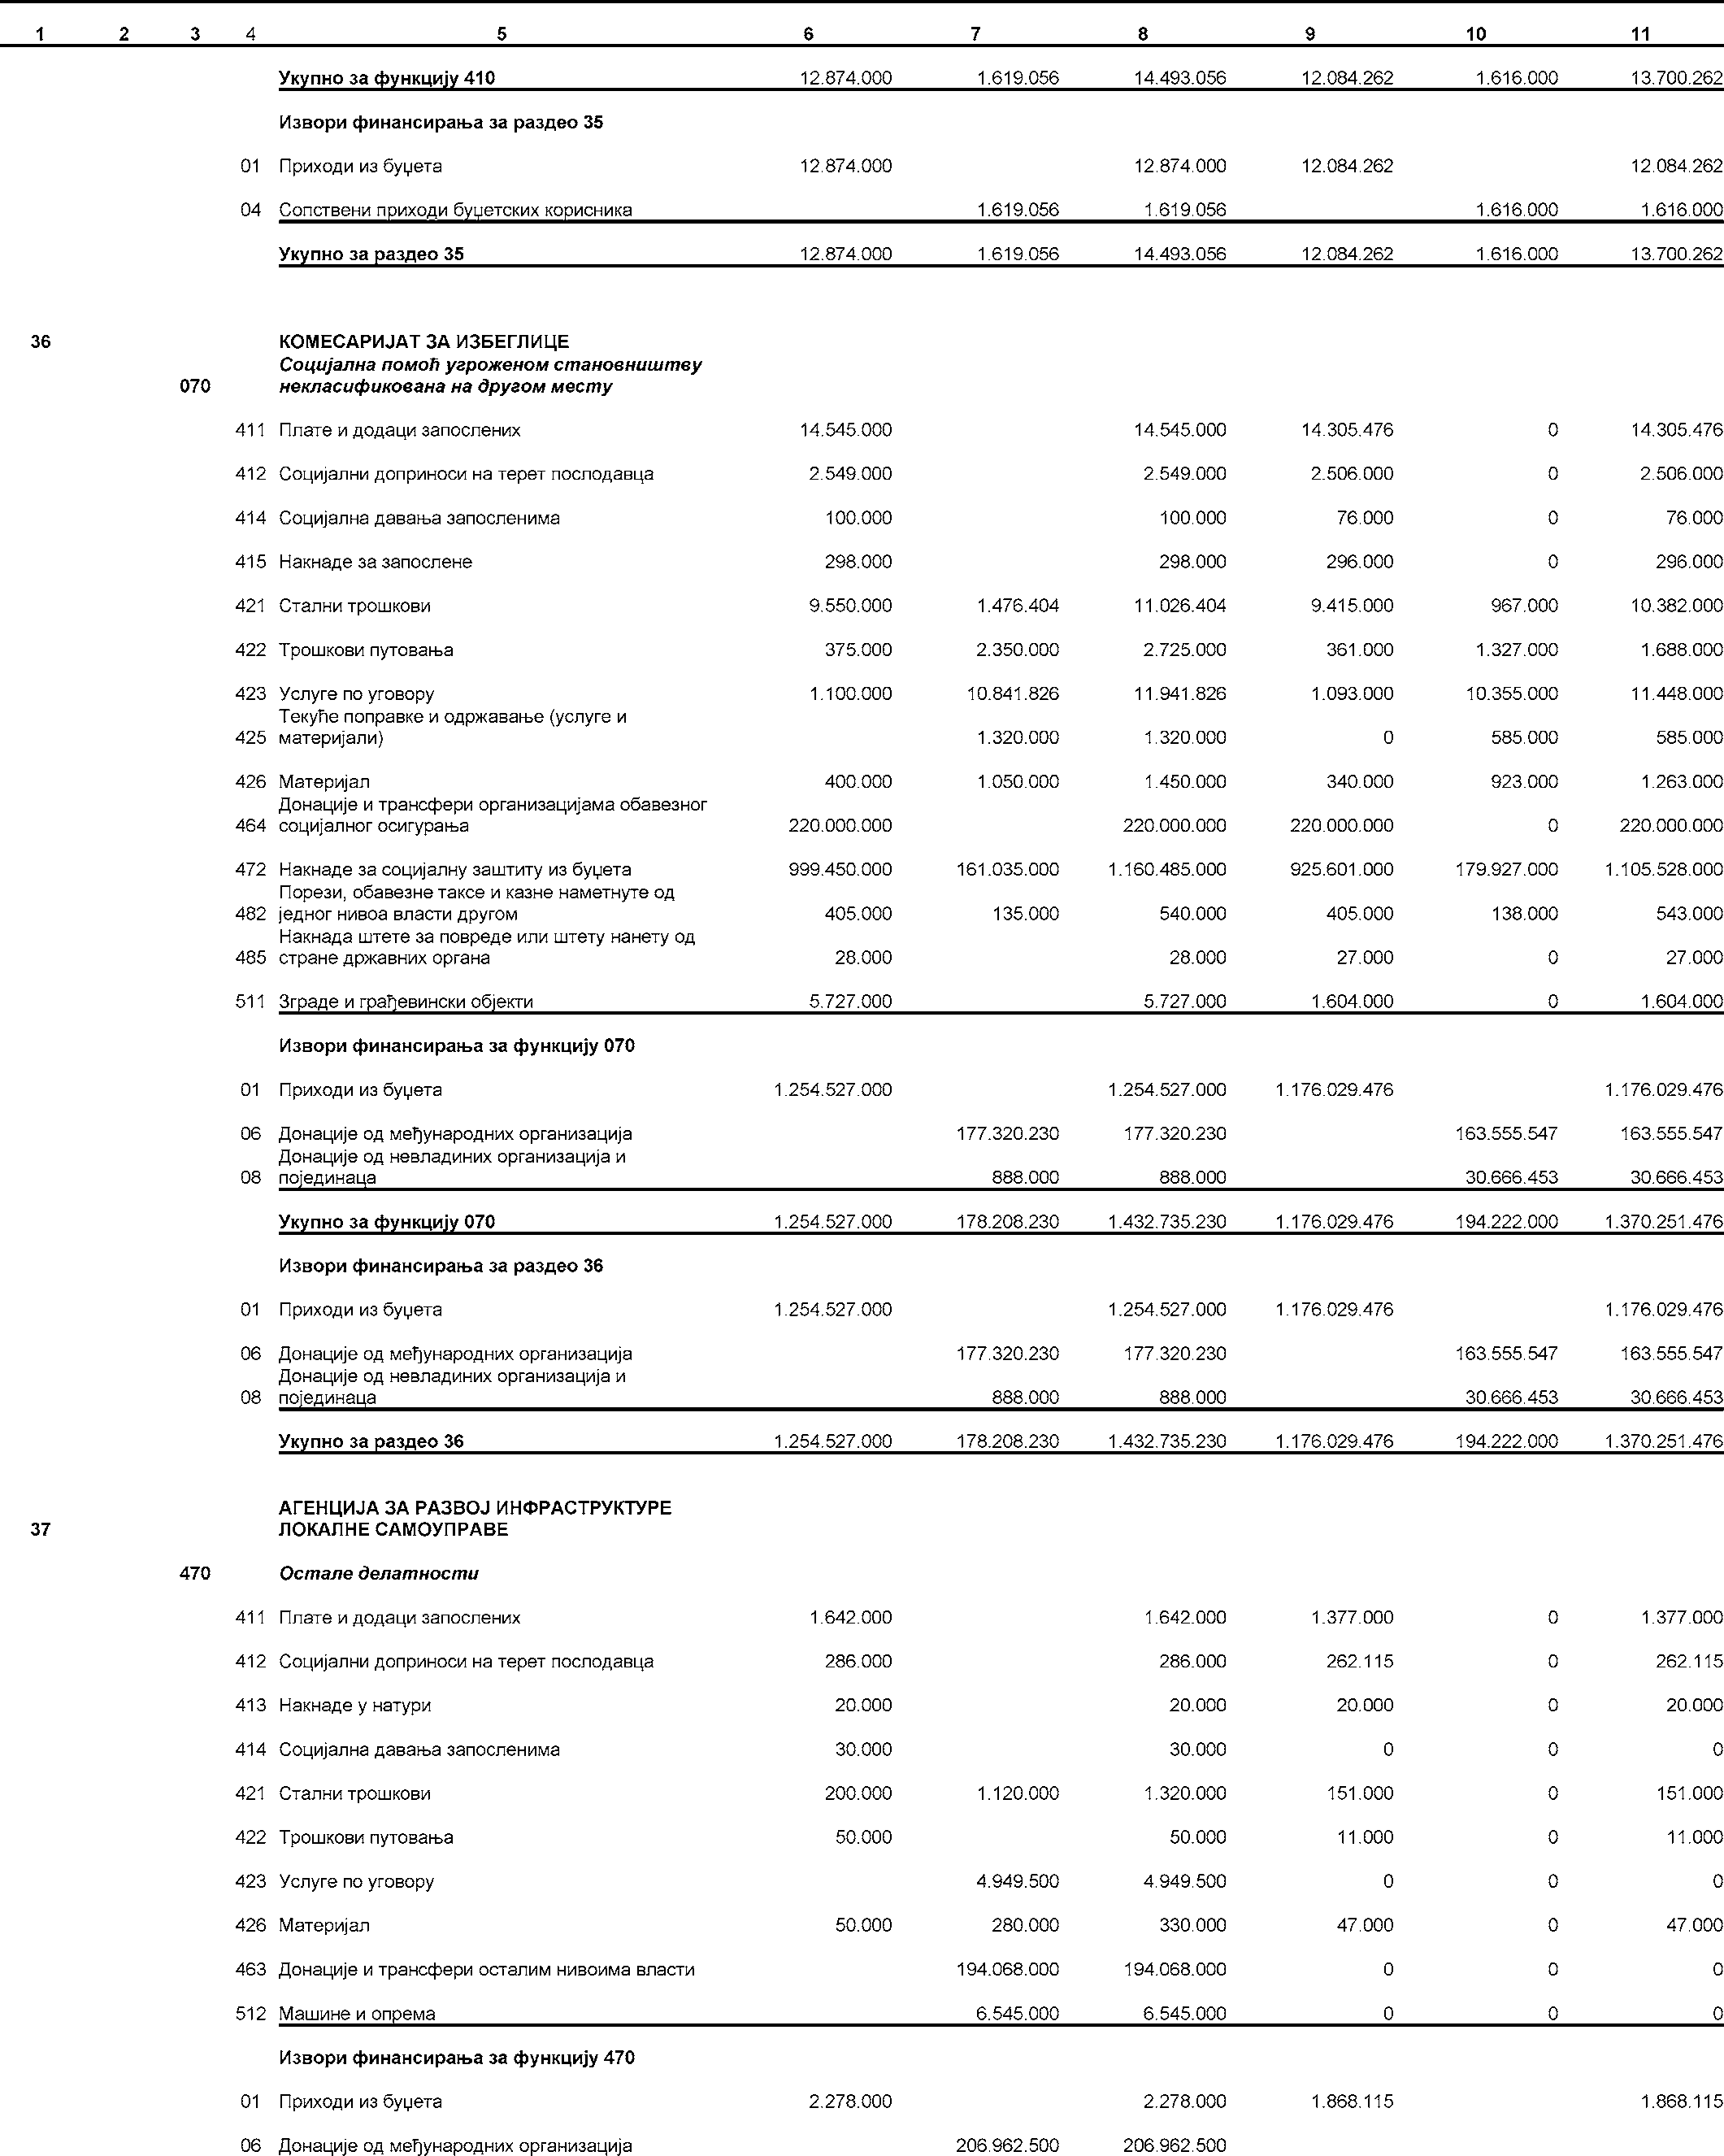 1 2 3 4 5 6 7 8 9 10 11
Укупно за функцију 410 12.874.000 1.619.056 14.493.056 12.084.262 1.616.000 13.700.262
Извори финансирања за раздео 35
01 Приходи из буџета 12.874.000 12.874.000 12.084.262 12.084.262
04 Сопствени приходи буџетских корисника 1.619.056 1.619.056 1.616.000 1.616.000
Укупно за раздео 35 12.874.000 1.619.056 14.493.056 12.084.262 1.616.000 13.700.262
36 КОМЕСАРИЈАТ ЗА ИЗБЕГЛИЦЕ
Социјална помоћ угроженом становништву
070 некласификована на другом месту
411 Плате и додаци запослених 14.545.000 14.545.000 14.305.476 0 14.305.476
412 Социјални доприноси на терет послодавца 2.549.000 2.549.000 2.506.000 0 2.506.000
414 Социјална давања запосленима 100.000 100.000 76.000 0 76.000
415 Накнаде за запослене 298.000 298.000 296.000 0 296.000
421 Стални трошкови 9.550.000 1.476.404 11.026.404 9.415.000 967.000 10.382.000
422 Трошкови путовања 375.000 2.350.000 2.725.000 361.000 1.327.000 1.688.000
423 Услуге по уговору 1.100.000 10.841.826 11.941.826 1.093.000 10.355.000 11.448.000
Текуће поправке и одржавање (услуге и
425 материјали) 1.320.000 1.320.000 0 585.000 585.000
426 Материјал 400.000 1.050.000 1.450.000 340.000 923.000 1.263.000
Донације и трансфери организацијама обавезног
464 социјалног осигурања 220.000.000 220.000.000 220.000.000 0 220.000.000
472 Накнаде за социјалну заштиту из буџета 999.450.000 161.035.000 1.160.485.000 925.601.000 179.927.000 1.105.528.000
Порези, обавезне таксе и казне наметнуте од
482 једног нивоа власти другом 405.000 135.000 540.000 405.000 138.000 543.000
Накнада штете за повреде или штету нанету од
485 стране државних органа 28.000 28.000 27.000 0 27.000
511 Зграде и грађевински објекти 5.727.000 5.727.000 1.604.000 0 1.604.000
Извори финансирања за функцију 070
01 Приходи из буџета 1.254.527.000 1.254.527.000 1.176.029.476 1.176.029.476
06 Донације од међународних организација 177.320.230 177.320.230 163.555.547 163.555.547
Донације од невладиних организација и
08 појединаца 888.000 888.000 30.666.453 30.666.453
Укупно за функцију 070 1.254.527.000 178.208.230 1.432.735.230 1.176.029.476 194.222.000 1.370.251.476
Извори финансирања за раздео 36
01 Приходи из буџета 1.254.527.000 1.254.527.000 1.176.029.476 1.176.029.476
06 Донације од међународних организација 177.320.230 177.320.230 163.555.547 163.555.547
Донације од невладиних организација и
08 појединаца 888.000 888.000 30.666.453 30.666.453
Укупно за раздео 36 1.254.527.000 178.208.230 1.432.735.230 1.176.029.476 194.222.000 1.370.251.476
АГЕНЦИЈА ЗА РАЗВОЈ ИНФРАСТРУКТУРЕ
37 ЛОКАЛНЕ САМОУПРАВЕ
470 Остале делатности
411 Плате и додаци запослених 1.642.000 1.642.000 1.377.000 0 1.377.000
412 Социјални доприноси на терет послодавца 286.000 286.000 262.115 0 262.115
413 Накнаде у натури 20.000 20.000 20.000 0 20.000
414 Социјална давања запосленима 30.000 30.000 0 0 0
421 Стални трошкови 200.000 1.120.000 1.320.000 151.000 0 151.000
422 Трошкови путовања 50.000 50.000 11.000 0 11.000
423 Услуге по уговору 4.949.500 4.949.500 0 0 0
426 Материјал 50.000 280.000 330.000 47.000 0 47.000
463 Донације и трансфери осталим нивоима власти 194.068.000 194.068.000 0 0 0
512 Машине и опрема 6.545.000 6.545.000 0 0 0
Извори финансирања за функцију 470
01 Приходи из буџета 2.278.000 2.278.000 1.868.115 1.868.115
06 Донације од међународних организација 206.962.500 206.962.500